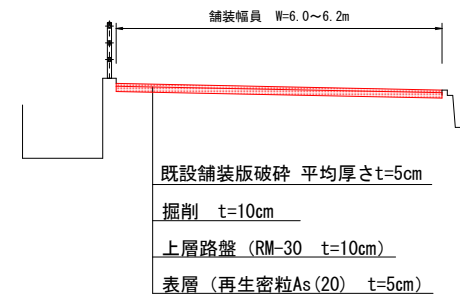 舗装幅員 W=6.0～6.2m
既設舗装版破砕 平均厚さt=5cm
掘削 t=10cm
上層路盤 (RM-30 t=10cm)
表層 (再生密粒As(20) t=5cm)